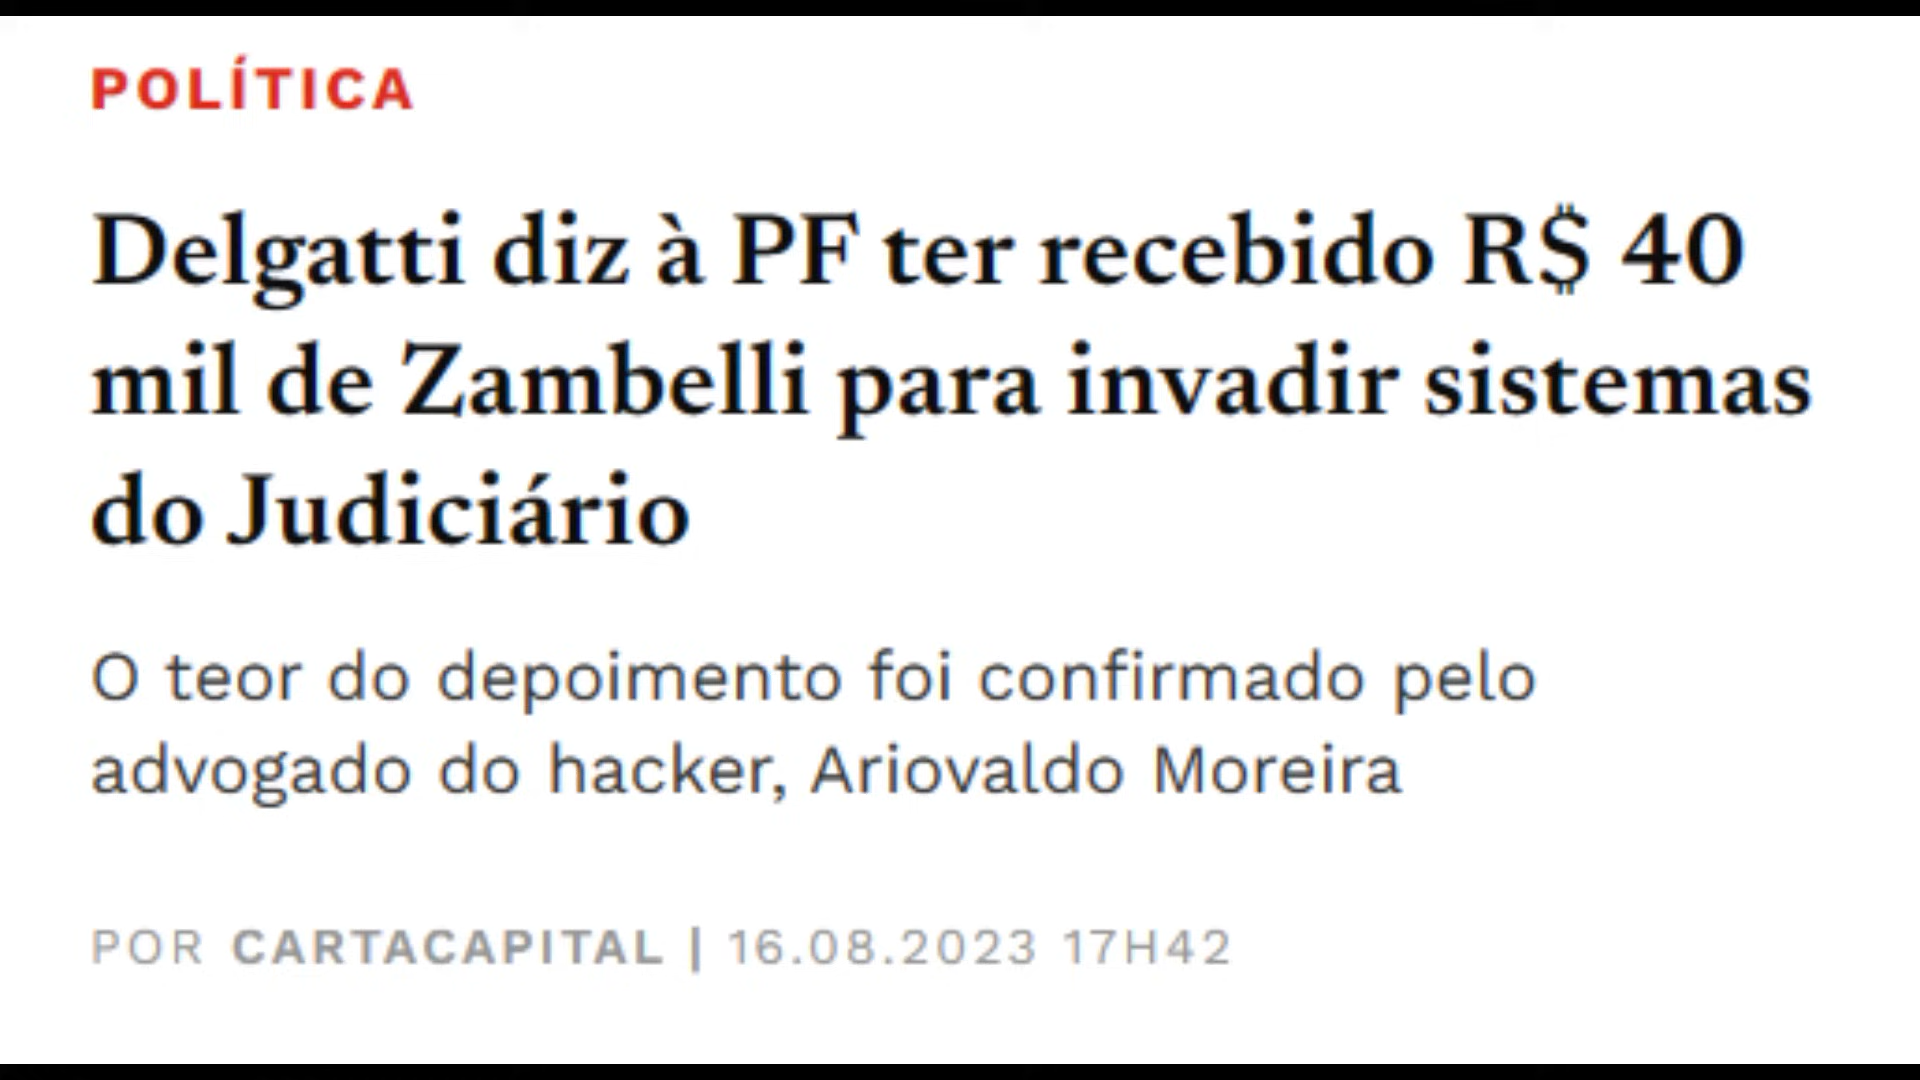 POLÍTICA
Delgatti diz à PF ter recebido R$ 40
mil de Zambelli para invadir sistemas
do Judiciário
O teor do depoimento foi confirmado pelo
advogado do hacker, Ariovaldo Moreira
POR CARTACAPITAL | 16.08.2023 17H42